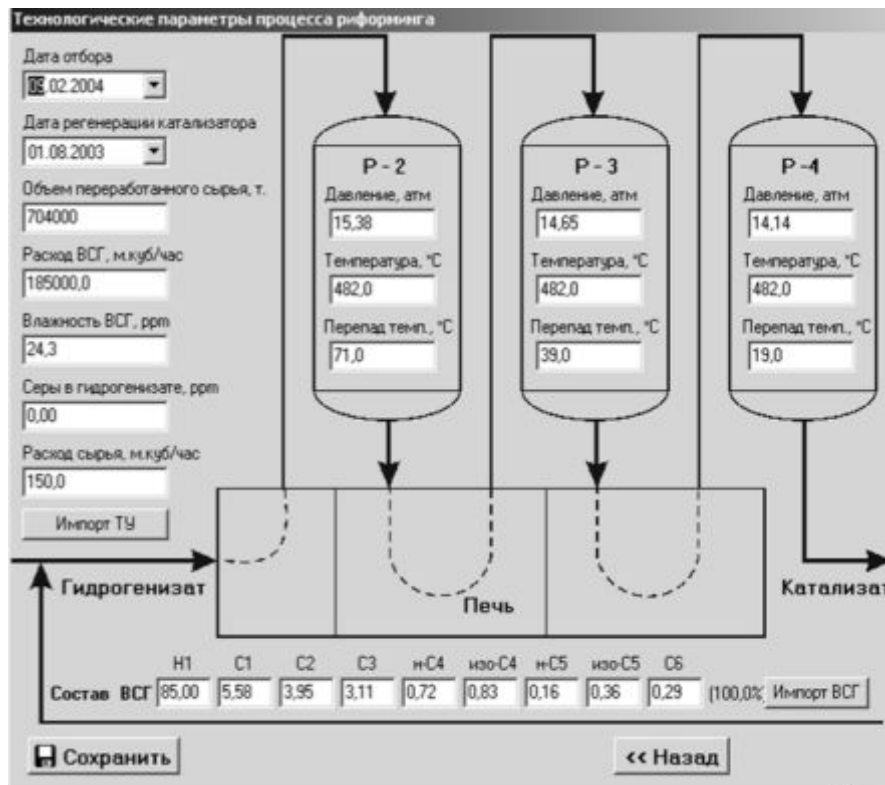 Технологические параметры процесса риформинга
Дата отбора
09.02.2004
Дата регенерации катализатора
01.08.2003
Объем переработанного сырья, т.
704000
Расход ВСГ, м.куб/час
185000,0
Влажность ВСГ, ppm
24,3
Серы в гидрогенизате, ppm
0,00
Расход сырья, м.куб/час
150,0
Импорт ТУ
Р - 2
Давление, атм
15,38
Температура, °С
482,0
Перепад темп., °С
71,0
Р - 3
Давление, атм
14,65
Температура, °С
482,0
Перепад темп., °С
39,0
Р - 4
Давление, атм
14,14
Температура, °С
482,0
Перепад темп., °С
19,0
Гидрогенизат
Печь
Катализат
Н1 С1 С2 С3 н-С4 изо-С4 н-С5 изо-С5 С6
Состав ВСГ 85,00 5,58 3,95 3,11 0,72 0,83 0,16 0,36 0,29 (100,0% Импорт ВСГ
Сохранить
<< Назад